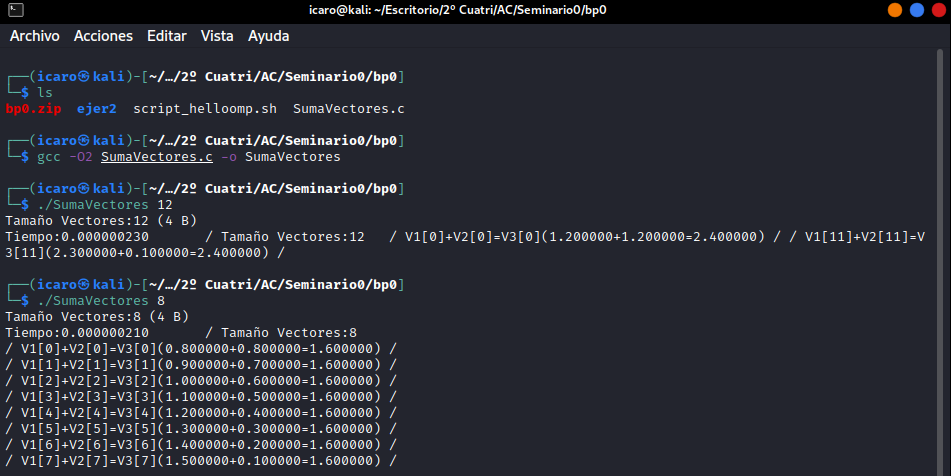 icaro@kali: ~/Escritorio/2º Cuatri/AC/Seminario0/bp0
Archivo Acciones Editar Vista Ayuda
┌──(icaro㉿kali)-[~/…/2º Cuatri/AC/Seminario0/bp0]
└─$ ls
bp0.zip ejer2 script_helloomp.sh SumaVectores.c
┌──(icaro㉿kali)-[~/…/2º Cuatri/AC/Seminario0/bp0]
└─$ gcc -O2 SumaVectores.c -o SumaVectores
┌──(icaro㉿kali)-[~/…/2º Cuatri/AC/Seminario0/bp0]
└─$ ./SumaVectores 12
Tamaño Vectores:12 (4 B)
Tiempo:0.000000230 / Tamaño Vectores:12 / V1[0]+V2[0]=V3[0](1.200000+1.200000=2.400000) / / V1[11]+V2[11]=V
3[11](2.300000+0.100000=2.400000) /
┌──(icaro㉿kali)-[~/…/2º Cuatri/AC/Seminario0/bp0]
└─$ ./SumaVectores 8
Tamaño Vectores:8 (4 B)
Tiempo:0.000000210 / Tamaño Vectores:8
/ V1[0]+V2[0]=V3[0](0.800000+0.800000=1.600000) /
/ V1[1]+V2[1]=V3[1](0.900000+0.700000=1.600000) /
/ V1[2]+V2[2]=V3[2](1.000000+0.600000=1.600000) /
/ V1[3]+V2[3]=V3[3](1.100000+0.500000=1.600000) /
/ V1[4]+V2[4]=V3[4](1.200000+0.400000=1.600000) /
/ V1[5]+V2[5]=V3[5](1.300000+0.300000=1.600000) /
/ V1[6]+V2[6]=V3[6](1.400000+0.200000=1.600000) /
/ V1[7]+V2[7]=V3[7](1.500000+0.100000=1.600000) /